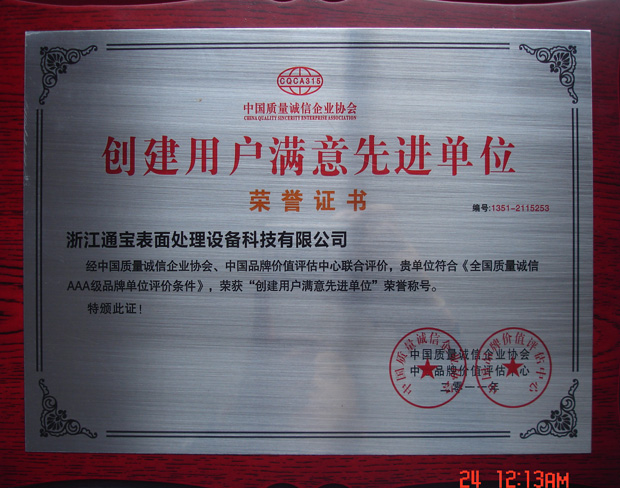 CQCA315
中国质量诚信企业协会
CHINA QUALITY SINCERITY ENTERPRISE ASSOCIATION
创建用户满意先进单位
荣誉证书
编号:1351-2115253
浙江通宝表面处理设备科技有限公司
经中国质量诚信企业协会、中国品牌价值评估中心联合评价，贵单位符合《全国质量诚信
AAA级品牌单位评价条件》，荣获“创建用户满意先进单位”荣誉称号。
特颁此证！
中国质量诚信企业协会
中国品牌价值评估中心
二零一一年
24 12:13AM